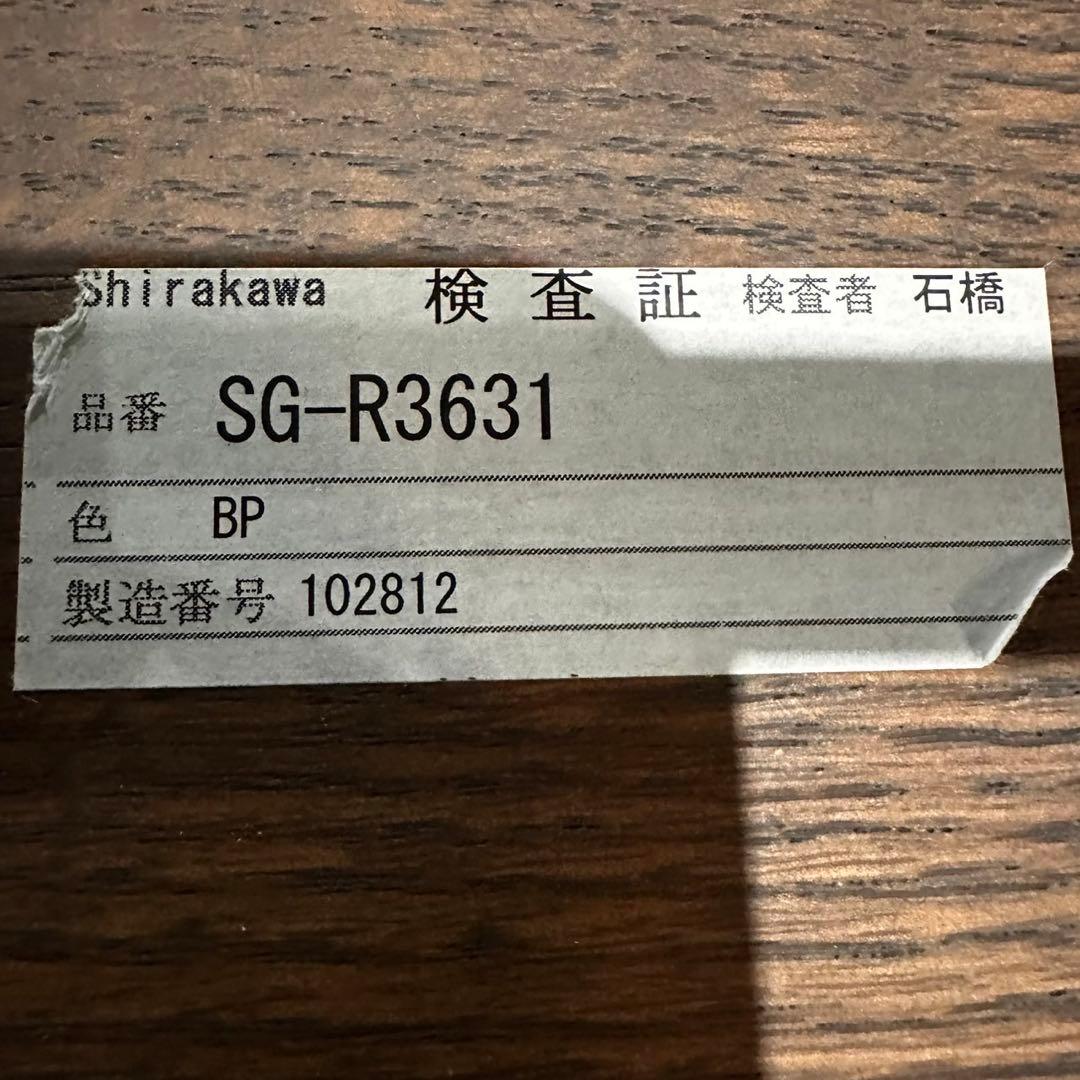 Shirakawa 検査証 検査者 石橋
品番 SG-R3631
色 BP
製造番号 102812